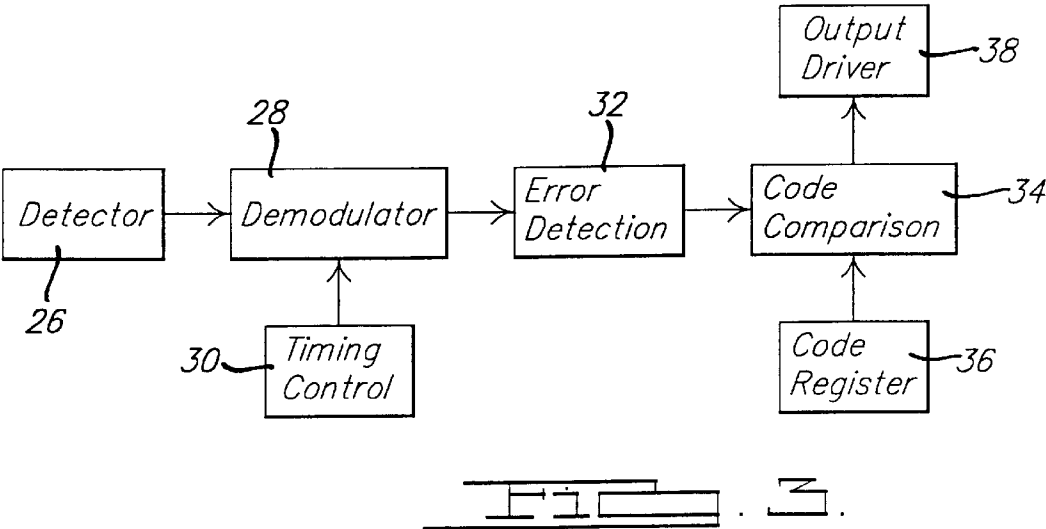 Output
Driver
38
28
32
Detector
Demodulator
Error
Detection
Code
Comparison
34
26
30
Timing
Control
Code
Register
36
Fig. 3.